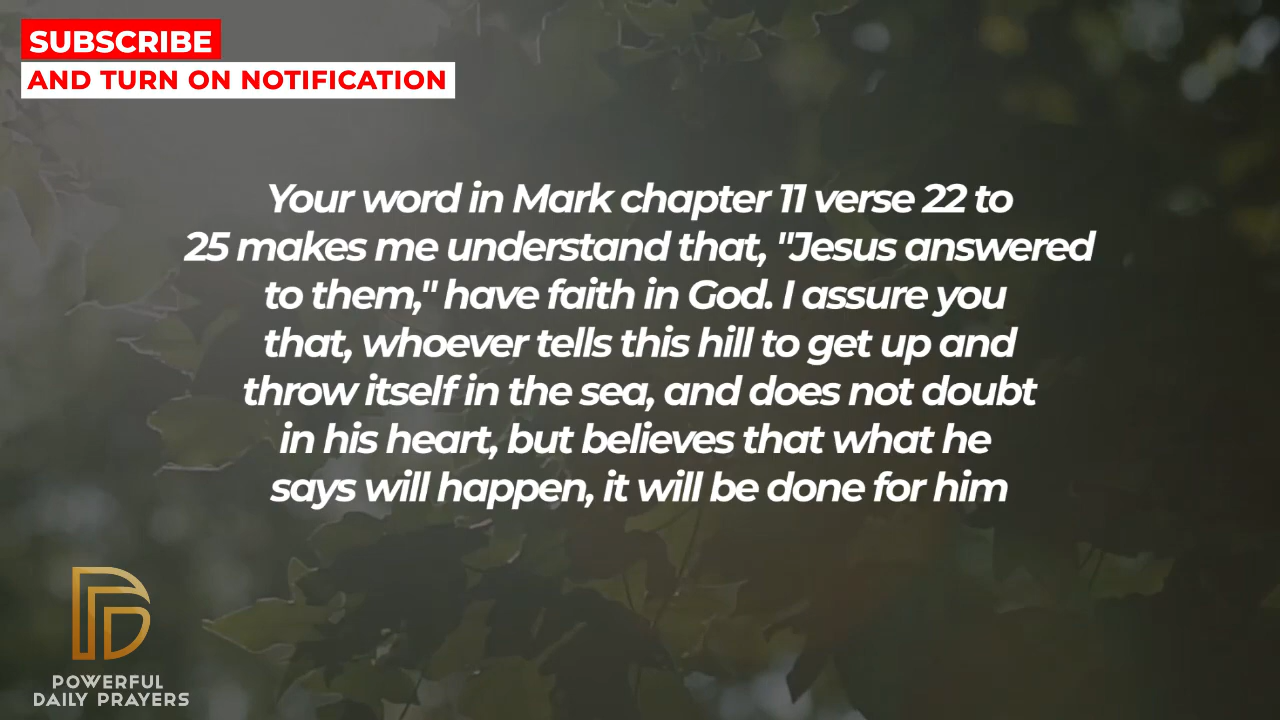 SUBSCRIBE
AND TURN ON NOTIFICATION
Your word in Mark chapter 11 verse 22 to
25 makes me understand that, "Jesus answered
to them," have faith in God. I assure you
that, whoever tells this hill to get up and
throw itself in the sea, and does not doubt
in his heart, but believes that what he
says will happen, it will be done for him
POWERFUL
DAILY PRAYERS